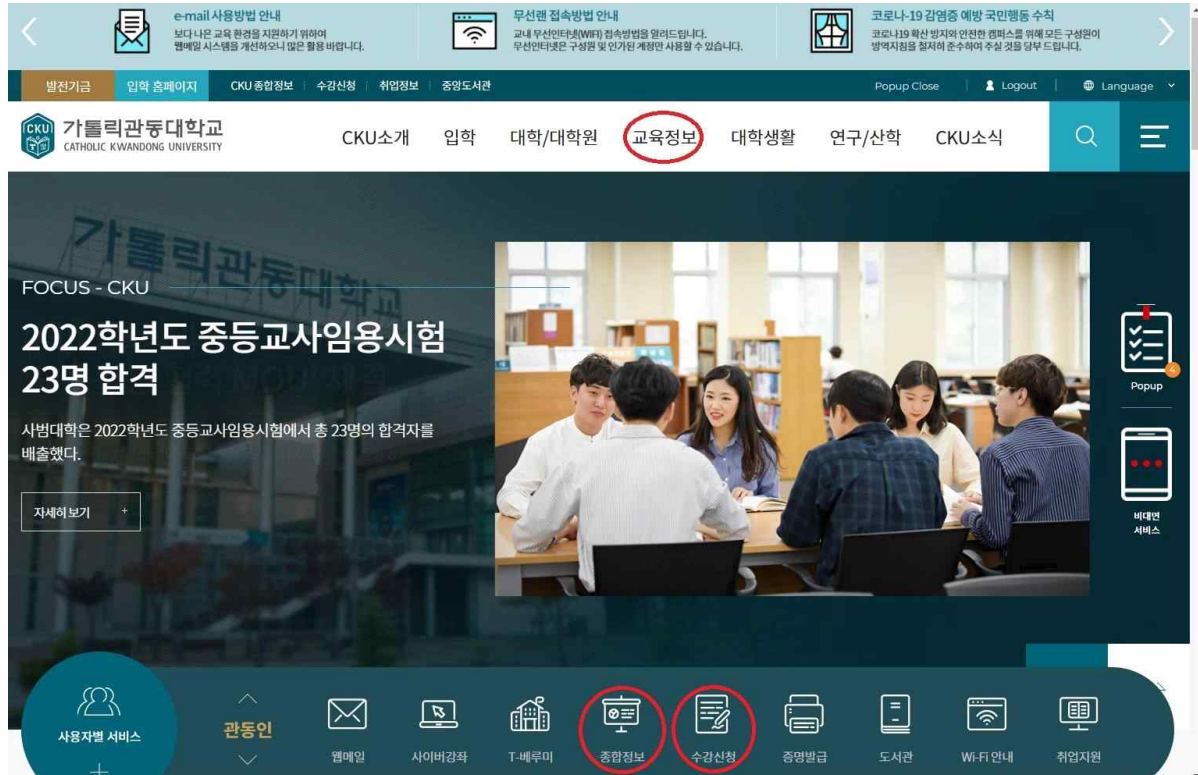 e-mail 사용방법 안내
보다 나은 교육 환경을 지원하기 위하여
웹메일 시스템을 개선하오니 많은 활용 바랍니다.
무선랜 접속방법 안내
교내 무선인터넷(WIFI) 접속방법을 알려드립니다.
무선인터넷은 구성원 및 인가된 계정만 사용할 수 있습니다.
코로나-19 감염증 예방 국민행동 수칙
코로나19 확산 방지와 안전한 캠퍼스를 위해 모든 구성원이
방역지침을 철저히 준수하여 주실 것을 당부 드립니다.
발전기금 입학 홈페이지 CKU 종합정보 수강신청 취업정보 중앙도서관 Popup Close Logout Language
CKU 가톨릭관동대학교
CATHOLIC KWANDONG UNIVERSITY
CKU소개 입학 대학/대학원 교육정보 대학생활 연구/산학 CKU소식
가톨릭관동대학교
FOCUS - CKU
2022학년도 중등교사임용시험
23명 합격
사범대학은 2022학년도 중등교사임용시험에서 총 23명의 합격자를
배출했다.
자세히 보기 +
4
Popup
비대면
서비스
사용자별 서비스
관동인
웹메일 사이버강좌 T-베루미 종합정보 수강신청 증명발급 도서관 Wi-Fi 안내 취업지원